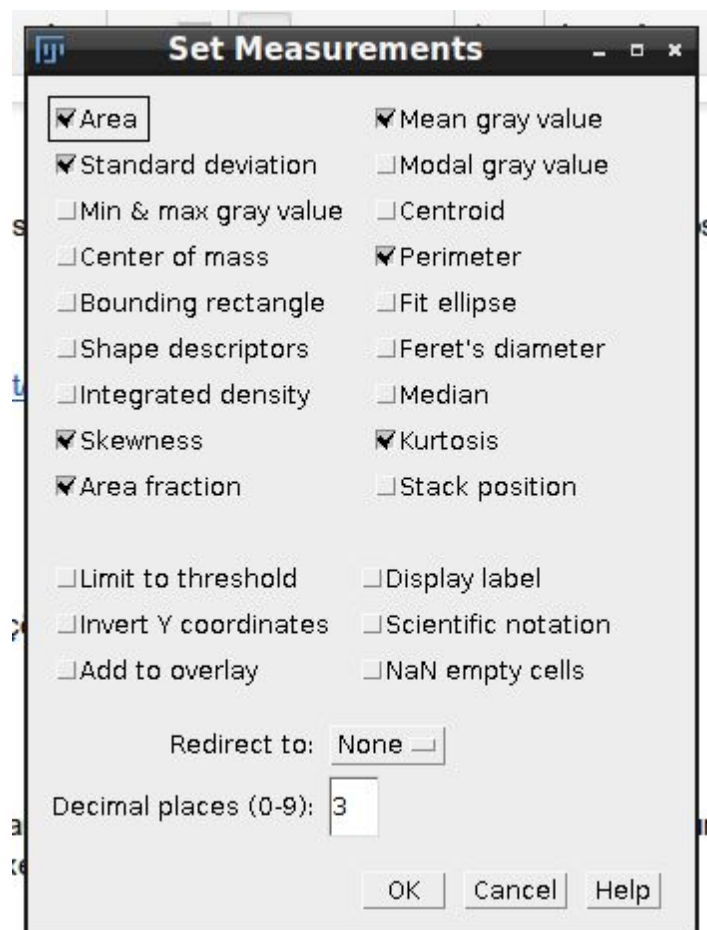 Set Measurements
Area Mean gray value
Standard deviation Modal gray value
Min & max gray value Centroid
Center of mass Perimeter
Bounding rectangle Fit ellipse
Shape descriptors Feret's diameter
Integrated density Median
Skewness Kurtosis
Area fraction Stack position
Limit to threshold Display label
Invert Y coordinates Scientific notation
Add to overlay NaN empty cells
Redirect to: None
Decimal places (0-9): 3
OK Cancel Help